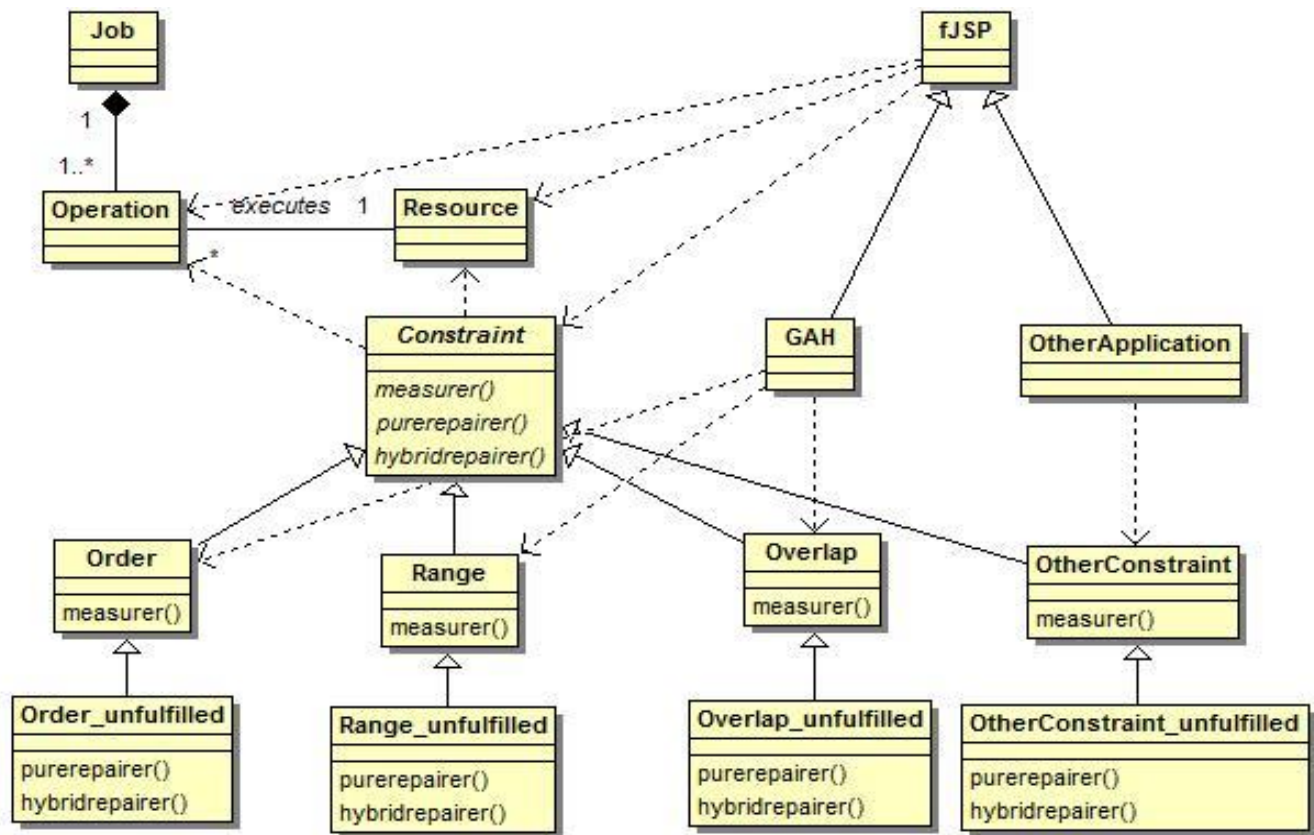 Job
fJSP
1
1..*
Operation
executes
1
Resource
*
Constraint
measurer()
purerepairer()
hybridrepairer()
GAH
OtherApplication
Order
measurer()
Range
measurer()
Overlap
measurer()
OtherConstraint
measurer()
Order_unfulfilled
purerepairer()
hybridrepairer()
Range_unfulfilled
purerepairer()
hybridrepairer()
Overlap_unfulfilled
purerepairer()
hybridrepairer()
OtherConstraint_unfulfilled
purerepairer()
hybridrepairer()